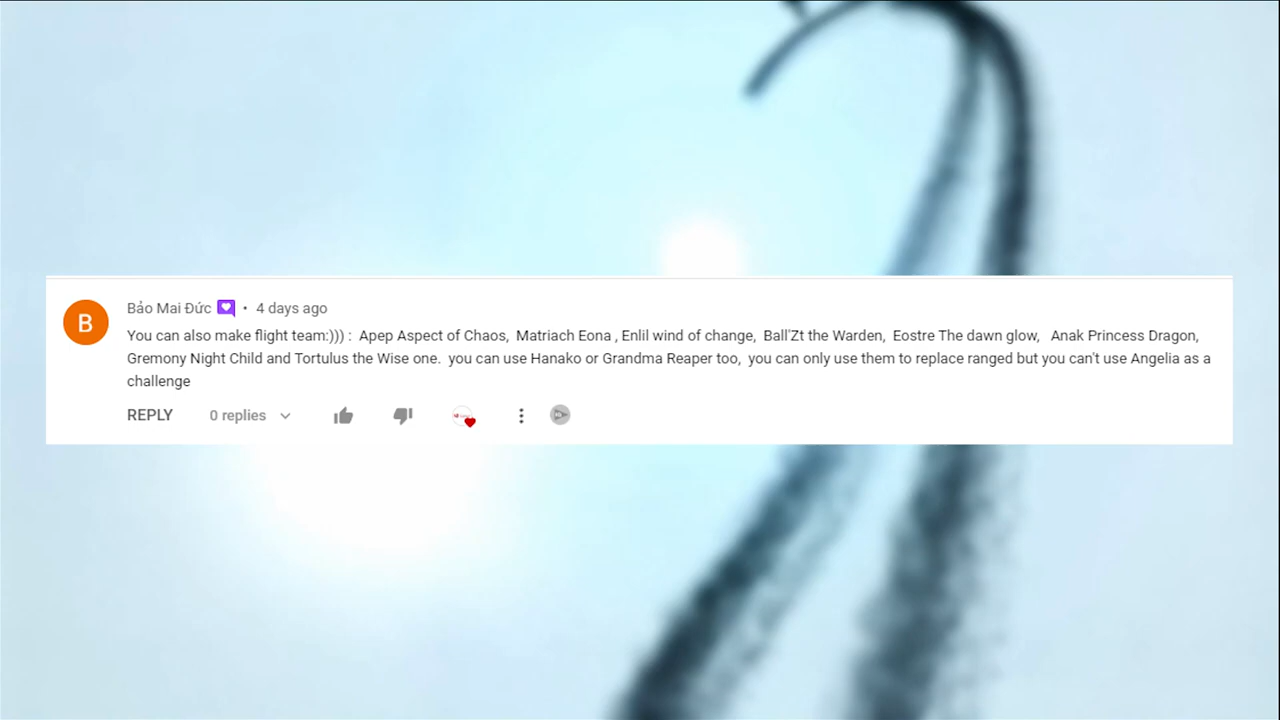 B
Bảo Mai Đức • 4 days ago
You can also make flight team:))) : Apep Aspect of Chaos, Matriach Eona , Enlil wind of change, Ball'Zt the Warden, Eostre The dawn glow, Anak Princess Dragon,
Gremony Night Child and Tortulus the Wise one. you can use Hanako or Grandma Reaper too, you can only use them to replace ranged but you can't use Angelia as a
challenge
REPLY 0 replies